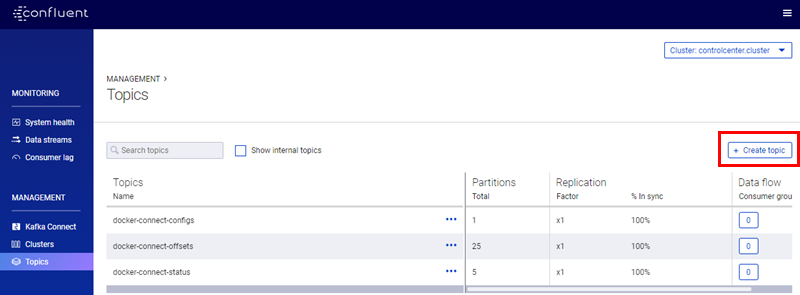 confluent
Cluster: controlcenter.cluster
MONITORING
System health
Data streams
Consumer lag
MANAGEMENT
Kafka Connect
Clusters
Topics
MANAGEMENT >
Topics
Search topics
Show internal topics
+ Create topic
Topics Partitions Replication Data flow
Name Total Factor % In sync Consumer grou
docker-connect-configs ••• 1 x1 100% 0
docker-connect-offsets ••• 25 x1 100% 0
docker-connect-status ••• 5 x1 100% 0